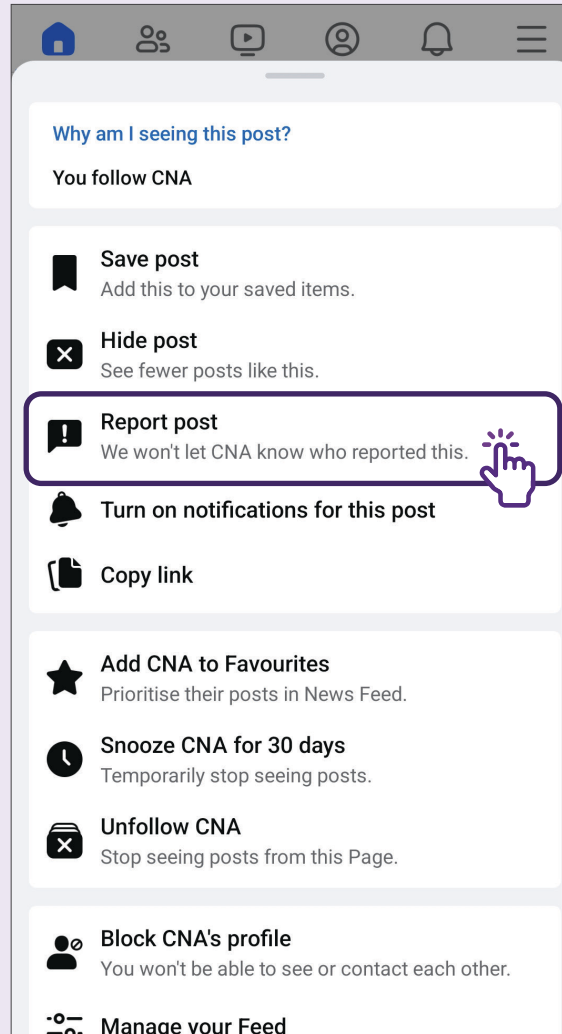 Why am I seeing this post?
You follow CNA
Save post
Add this to your saved items.
Hide post
See fewer posts like this.
Report post
We won't let CNA know who reported this.
Turn on notifications for this post
Copy link
Add CNA to Favourites
Prioritise their posts in News Feed.
Snooze CNA for 30 days
Temporarily stop seeing posts.
Unfollow CNA
Stop seeing posts from this Page.
Block CNA's profile
You won't be able to see or contact each other.
Manage your Feed